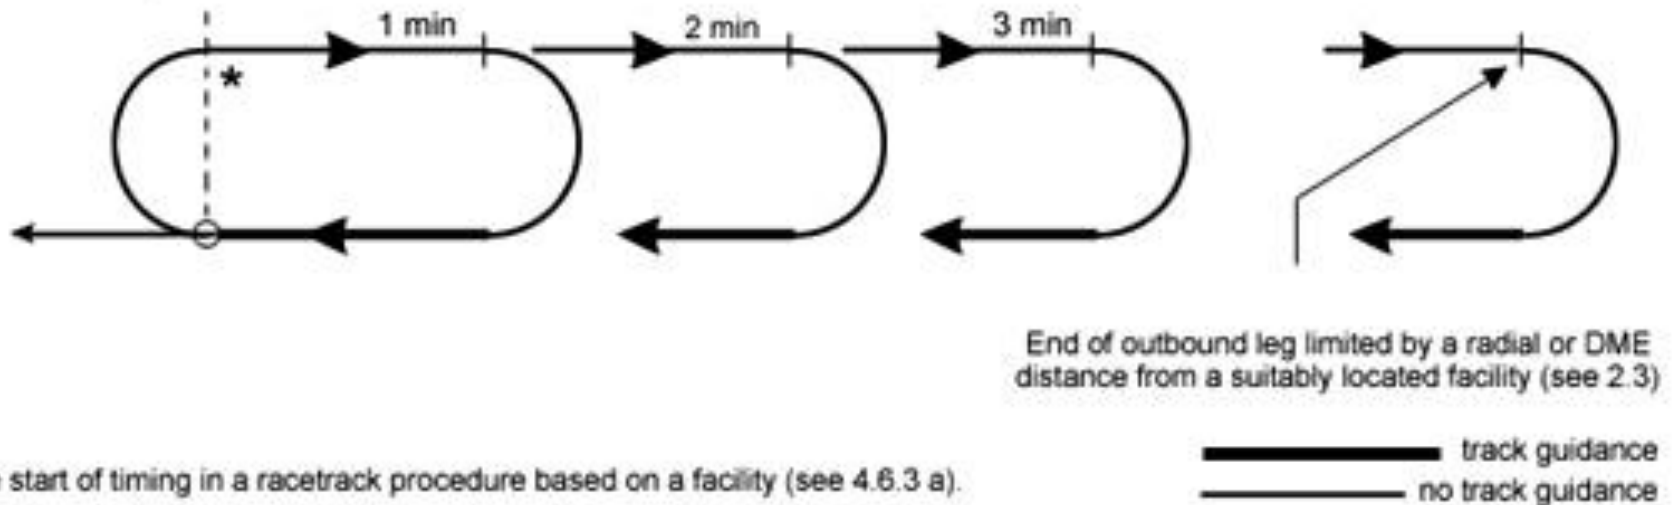 1 min
2 min
3 min
*
End of outbound leg limited by a radial or DME
distance from a suitably located facility (see 2.3)
track guidance
start of timing in a racetrack procedure based on a facility (see 4.6.3 a).
no track guidance